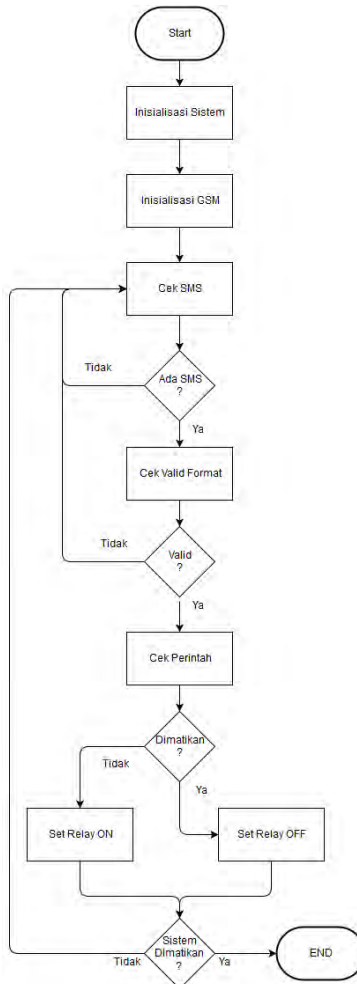 Start
Inisialisasi Sistem
Inisialisasi GSM
Cek SMS
Tidak
Ada SMS
?
Ya
Cek Valid Format
Tidak
Valid
?
Ya
Cek Perintah
Dimatikan
?
Tidak
Ya
Set Relay ON
Set Relay OFF
Sistem
Dimatikan
?
Tidak
Ya
END